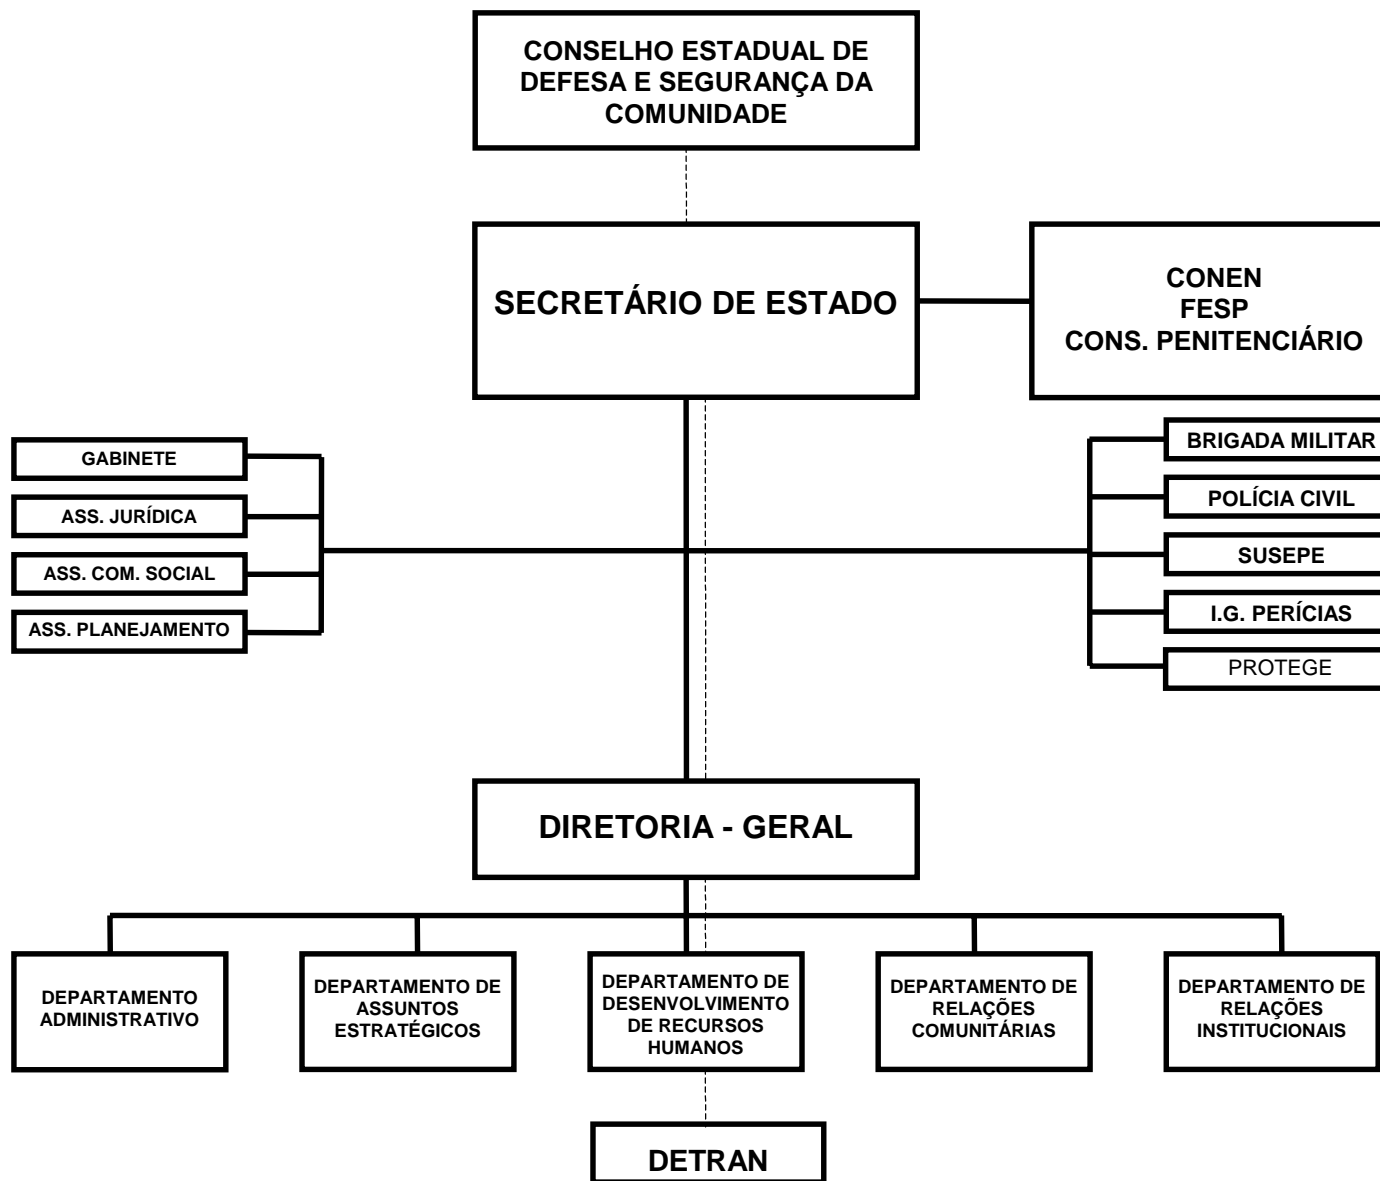 CONSELHO ESTADUAL DE
DEFESA E SEGURANÇA DA
COMUNIDADE
SECRETÁRIO DE ESTADO
CONEN
FESP
CONS. PENITENCIÁRIO
GABINETE
ASS. JURÍDICA
ASS. COM. SOCIAL
ASS. PLANEJAMENTO
BRIGADA MILITAR
POLÍCIA CIVIL
SUSEPE
I.G. PERÍCIAS
PROTEGE
DIRETORIA - GERAL
DEPARTAMENTO
ADMINISTRATIVO
DEPARTAMENTO DE
ASSUNTOS
ESTRATÉGICOS
DEPARTAMENTO DE
DESENVOLVIMENTO
DE RECURSOS
HUMANOS
DEPARTAMENTO DE
RELAÇÕES
COMUNITÁRIAS
DEPARTAMENTO DE
RELAÇÕES
INSTITUCIONAIS
DETRAN